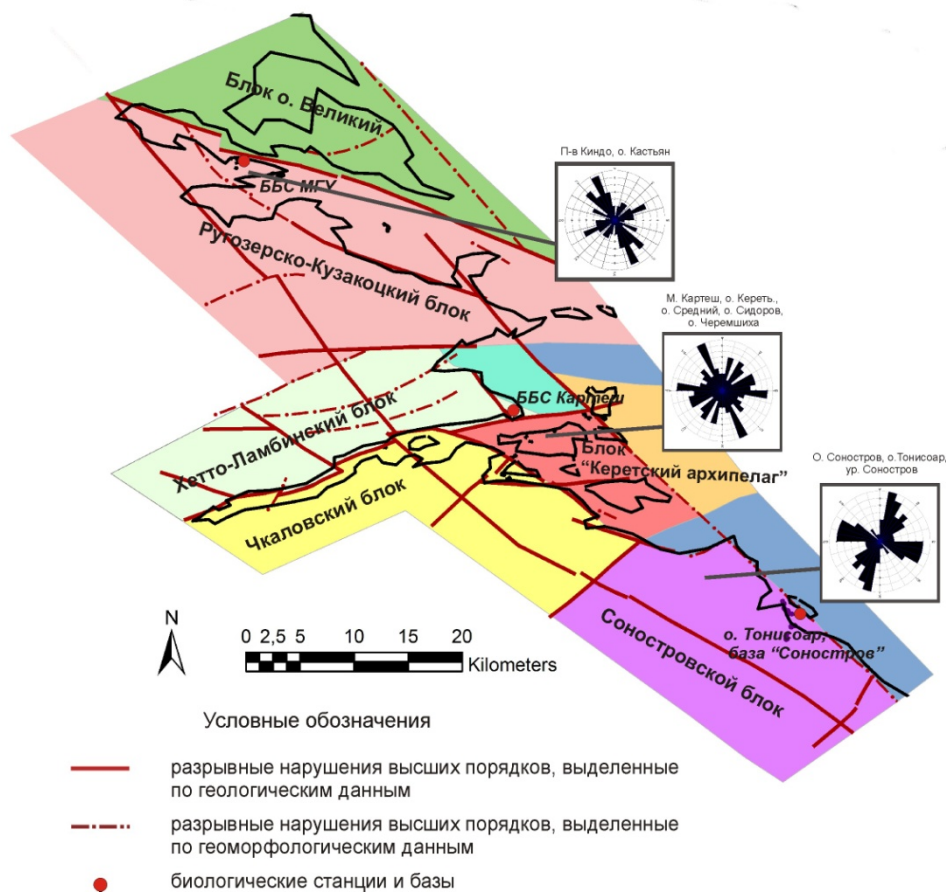 Блок о. Великий
П-в Киндо, о. Кастьян
ББС МГУ
Ругозерско-Кузакоцкий блок
М. Картеш, о. Кереть.,
о. Средний, о. Сидоров,
о. Черемшиха
ББС Картеш
Хетто-Ламбинский блок
Блок
"Керетский архипелаг"
О. Соностров, о.Тонисоар,
ур. Соностров
Чкаловский блок
N
0 2,5 5 10 15 20
Kilometers
о. Тонисоар,
база "Соностров"
Соностровской блок
Условные обозначения
разрывные нарушения высших порядков, выделенные
по геологическим данным
разрывные нарушения высших порядков, выделенные
по геоморфологическим данным
биологические станции и базы